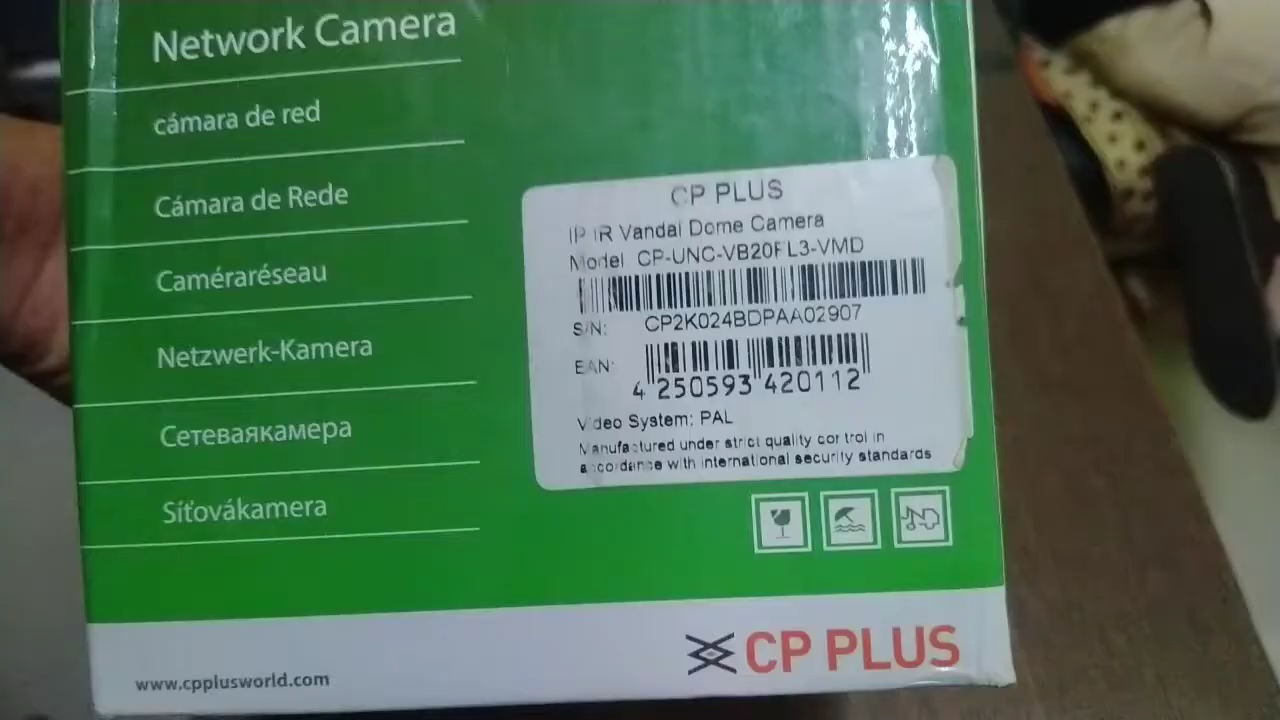 Network Camera
cámara de red
Cámara de Rede
Caméraréseau
Netzwerk-Kamera
Сетеваякамера
Síťovákamera
CP PLUS
IP IR Vandal Dome Camera
Model CP-UNC-VB20FL3-VMD
S/N: CP2K024BDPAA02907
EAN:
4 250593 420112
Video System: PAL
Manufactured under strict quality control in
accordance with international security standards
CP PLUS
www.cpplusworld.com